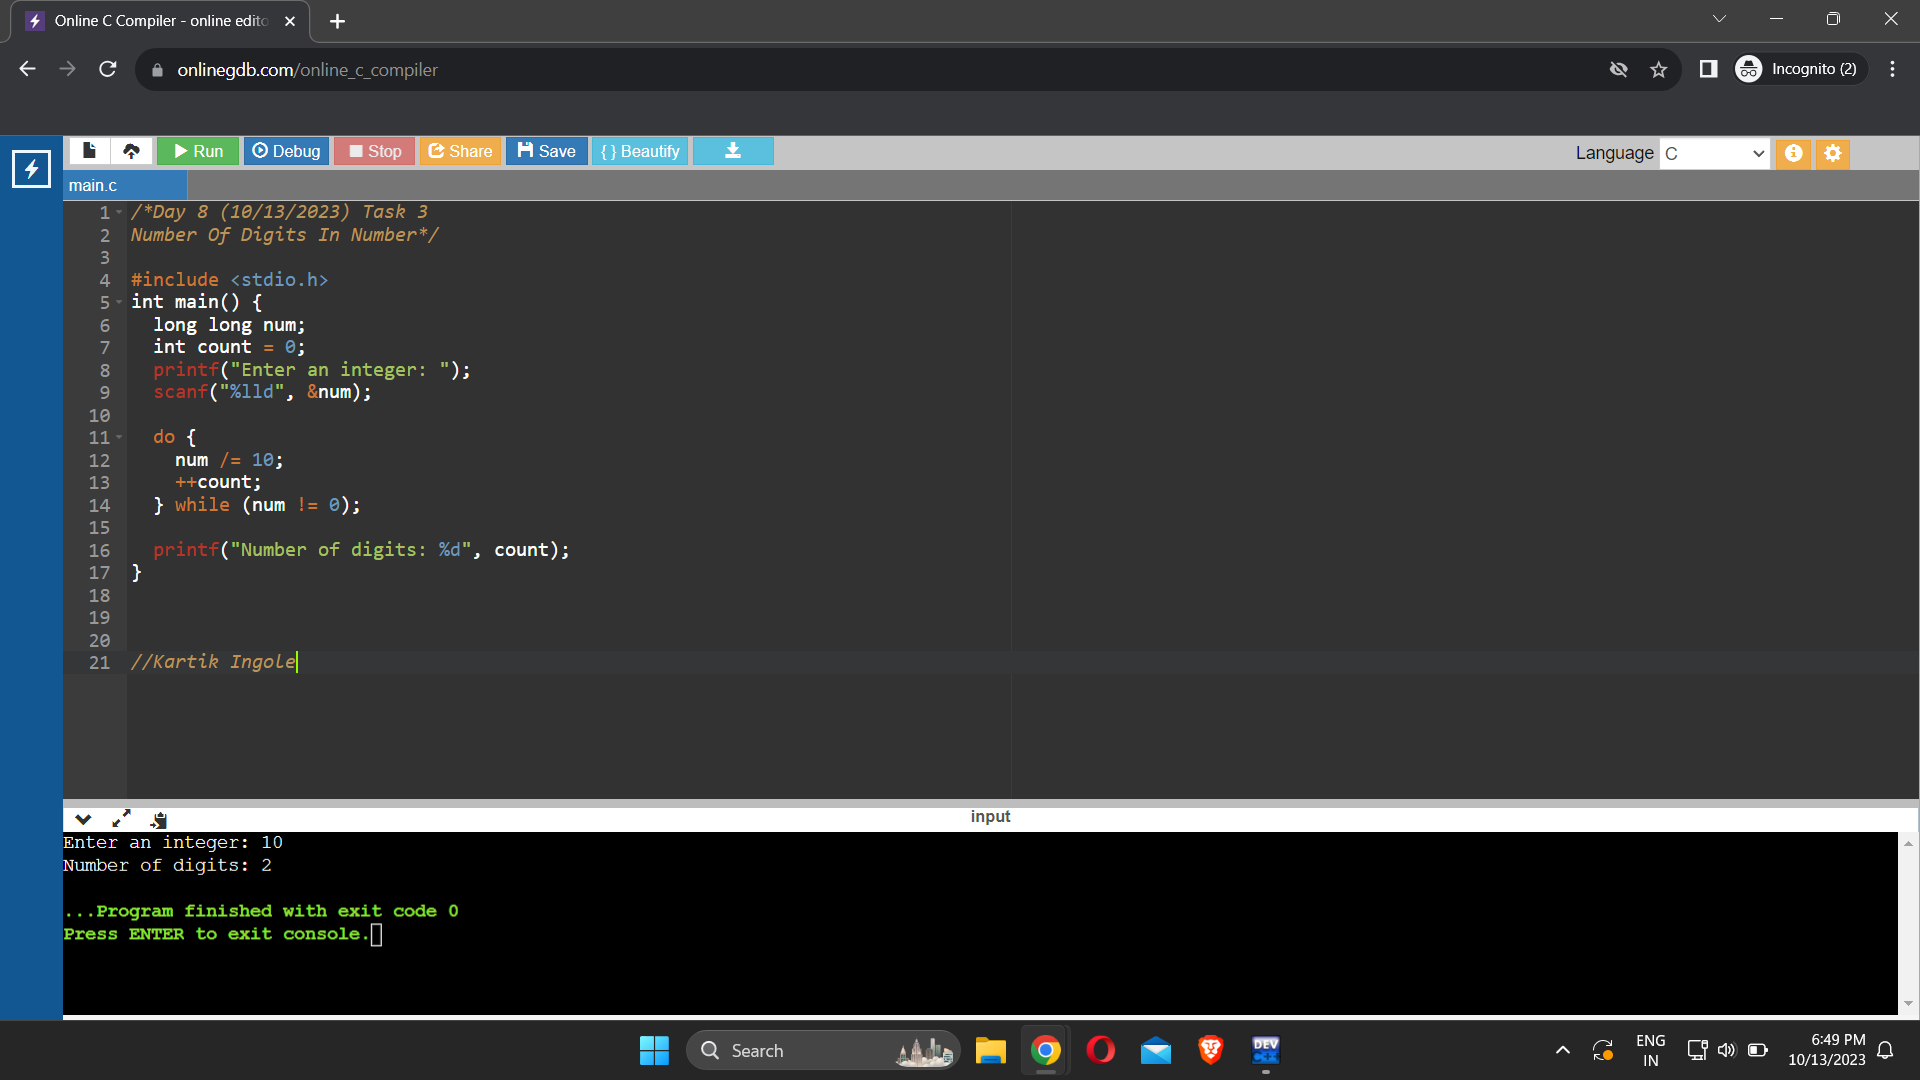 Online C Compiler - online edito
onlinegdb.com/online_c_compiler
Incognito (2)
Run
Debug
Stop
Share
Save
{ } Beautify
Language C
main.c
1 /*Day 8 (10/13/2023) Task 3
2 Number Of Digits In Number*/
3
4 #include <stdio.h>
5 int main() {
6 long long num;
7 int count = 0;
8 printf("Enter an integer: ");
9 scanf("%lld", &num);
10
11 do {
12 num /= 10;
13 ++count;
14 } while (num != 0);
15
16 printf("Number of digits: %d", count);
17 }
18
19
20
21 //Kartik Ingole
input
Enter an integer: 10
Number of digits: 2
...Program finished with exit code 0
Press ENTER to exit console.
Search
DEV
C++
ENG
IN
6:49 PM
10/13/2023